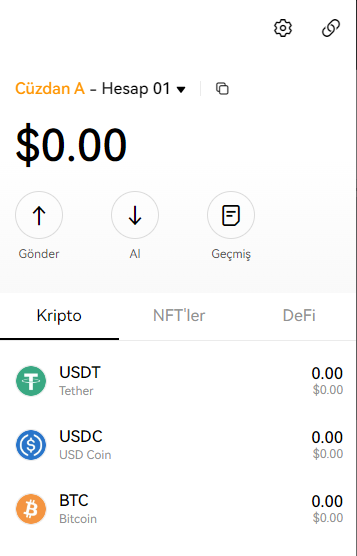 Cüzdan A - Hesap 01
$0.00
Gönder
Al
Geçmiş
Kripto
NFT'ler
DeFi
USDT
0.00
Tether
$0.00
USDC
0.00
USD Coin
$0.00
BTC
0.00
Bitcoin
$0.00